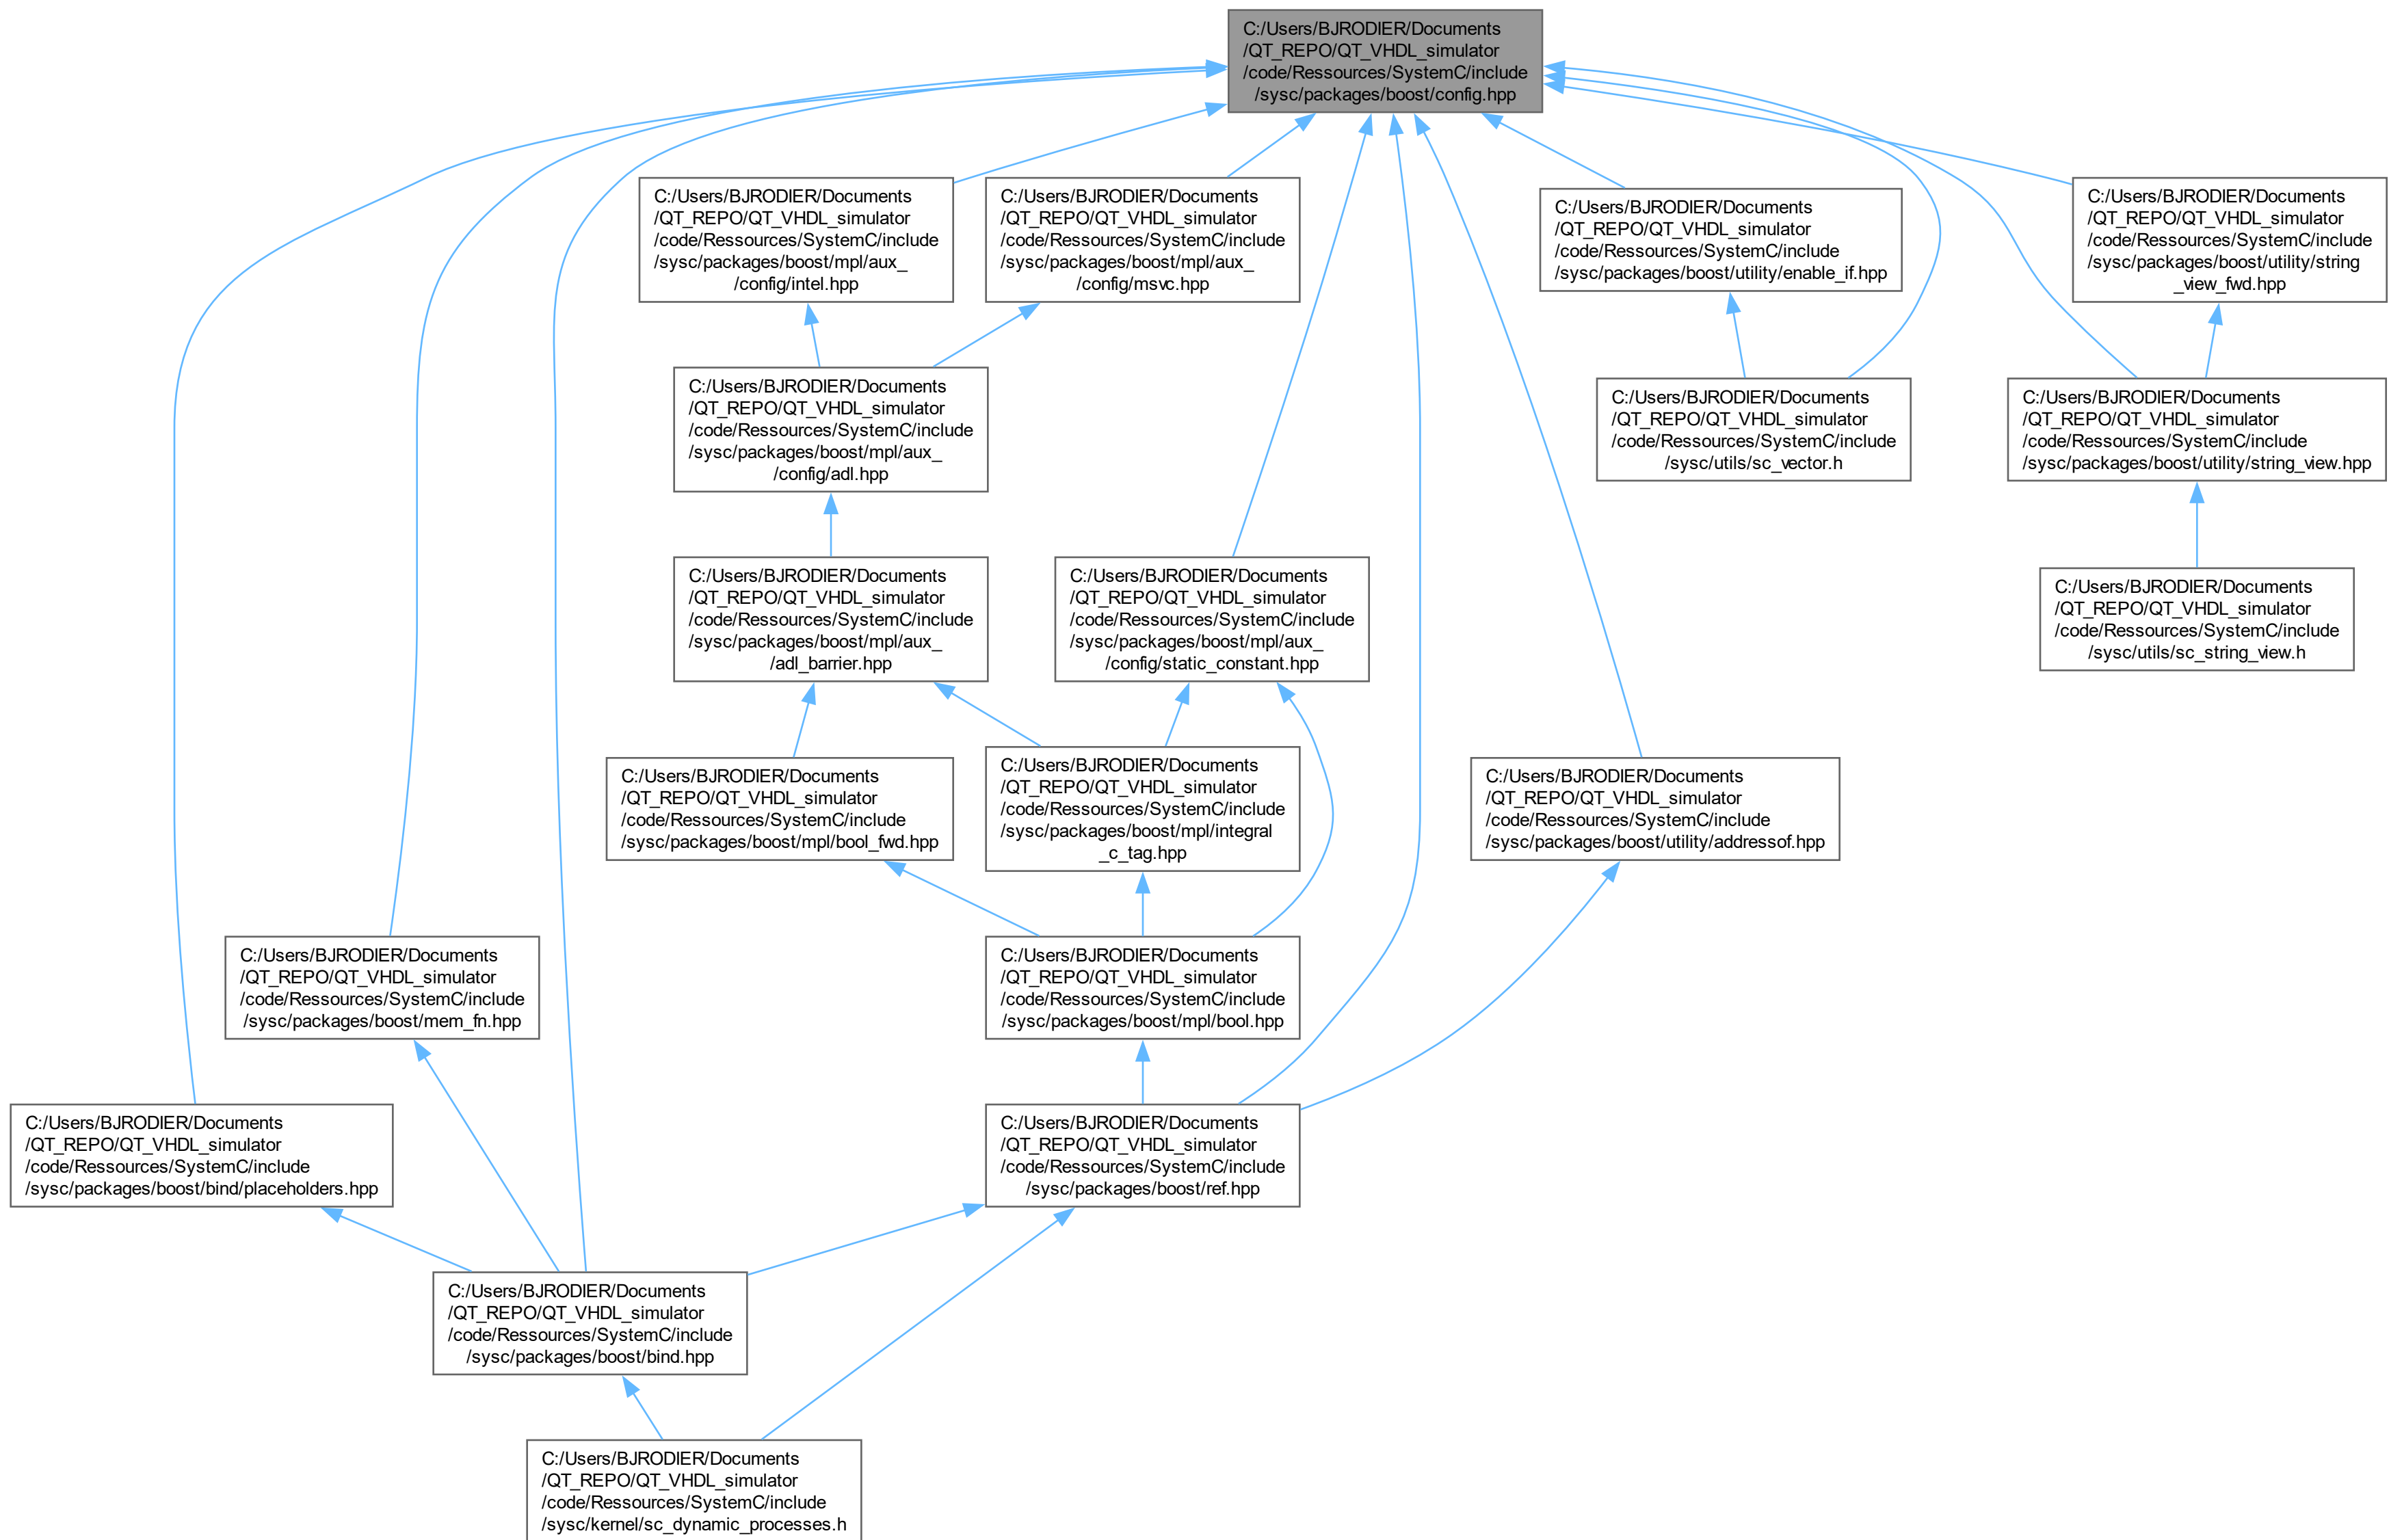 C:/Users/BJRODIER/Documents
/QT_REPO/QT_VHDL_simulator
/code/Ressources/SystemC/include
/sysc/packages/boost/config.hpp
C:/Users/BJRODIER/Documents
/QT_REPO/QT_VHDL_simulator
/code/Ressources/SystemC/include
/sysc/packages/boost/mpl/aux_
/config/intel.hpp
C:/Users/BJRODIER/Documents
/QT_REPO/QT_VHDL_simulator
/code/Ressources/SystemC/include
/sysc/packages/boost/mpl/aux_
/config/msvc.hpp
C:/Users/BJRODIER/Documents
/QT_REPO/QT_VHDL_simulator
/code/Ressources/SystemC/include
/sysc/packages/boost/utility/enable_if.hpp
C:/Users/BJRODIER/Documents
/QT_REPO/QT_VHDL_simulator
/code/Ressources/SystemC/include
/sysc/packages/boost/utility/string
_view_fwd.hpp
C:/Users/BJRODIER/Documents
/QT_REPO/QT_VHDL_simulator
/code/Ressources/SystemC/include
/sysc/packages/boost/mpl/aux_
/config/adl.hpp
C:/Users/BJRODIER/Documents
/QT_REPO/QT_VHDL_simulator
/code/Ressources/SystemC/include
/sysc/utils/sc_vector.h
C:/Users/BJRODIER/Documents
/QT_REPO/QT_VHDL_simulator
/code/Ressources/SystemC/include
/sysc/packages/boost/utility/string_view.hpp
C:/Users/BJRODIER/Documents
/QT_REPO/QT_VHDL_simulator
/code/Ressources/SystemC/include
/sysc/packages/boost/mpl/aux_
/adl_barrier.hpp
C:/Users/BJRODIER/Documents
/QT_REPO/QT_VHDL_simulator
/code/Ressources/SystemC/include
/sysc/packages/boost/mpl/aux_
/config/static_constant.hpp
C:/Users/BJRODIER/Documents
/QT_REPO/QT_VHDL_simulator
/code/Ressources/SystemC/include
/sysc/utils/sc_string_view.h
C:/Users/BJRODIER/Documents
/QT_REPO/QT_VHDL_simulator
/code/Ressources/SystemC/include
/sysc/packages/boost/mpl/bool_fwd.hpp
C:/Users/BJRODIER/Documents
/QT_REPO/QT_VHDL_simulator
/code/Ressources/SystemC/include
/sysc/packages/boost/mpl/integral
_c_tag.hpp
C:/Users/BJRODIER/Documents
/QT_REPO/QT_VHDL_simulator
/code/Ressources/SystemC/include
/sysc/packages/boost/utility/addressof.hpp
C:/Users/BJRODIER/Documents
/QT_REPO/QT_VHDL_simulator
/code/Ressources/SystemC/include
/sysc/packages/boost/mem_fn.hpp
C:/Users/BJRODIER/Documents
/QT_REPO/QT_VHDL_simulator
/code/Ressources/SystemC/include
/sysc/packages/boost/mpl/bool.hpp
C:/Users/BJRODIER/Documents
/QT_REPO/QT_VHDL_simulator
/code/Ressources/SystemC/include
/sysc/packages/boost/bind/placeholders.hpp
C:/Users/BJRODIER/Documents
/QT_REPO/QT_VHDL_simulator
/code/Ressources/SystemC/include
/sysc/packages/boost/ref.hpp
C:/Users/BJRODIER/Documents
/QT_REPO/QT_VHDL_simulator
/code/Ressources/SystemC/include
/sysc/packages/boost/bind.hpp
C:/Users/BJRODIER/Documents
/QT_REPO/QT_VHDL_simulator
/code/Ressources/SystemC/include
/sysc/kernel/sc_dynamic_processes.h